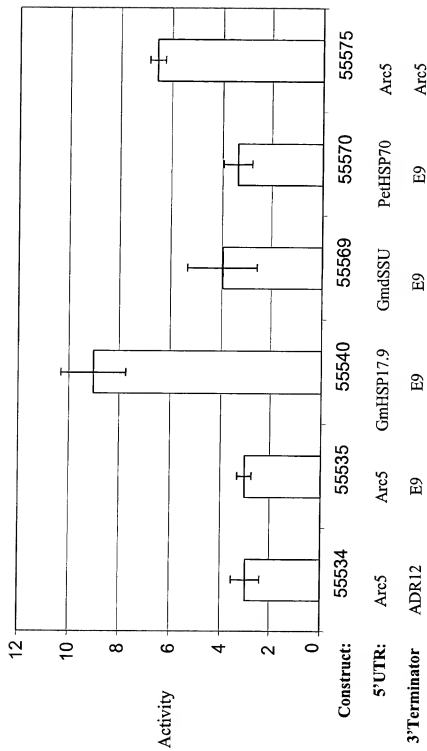 12
10
8
6
4
2
0
Activity
Construct: 55534 55535 55540 55569 55570 55575
5'UTR: Arc5 Arc5 GmHSP17.9 GmdSSU PetHSP70 Arc5
3'Terminator ADR12 E9 E9 E9 E9 Arc5